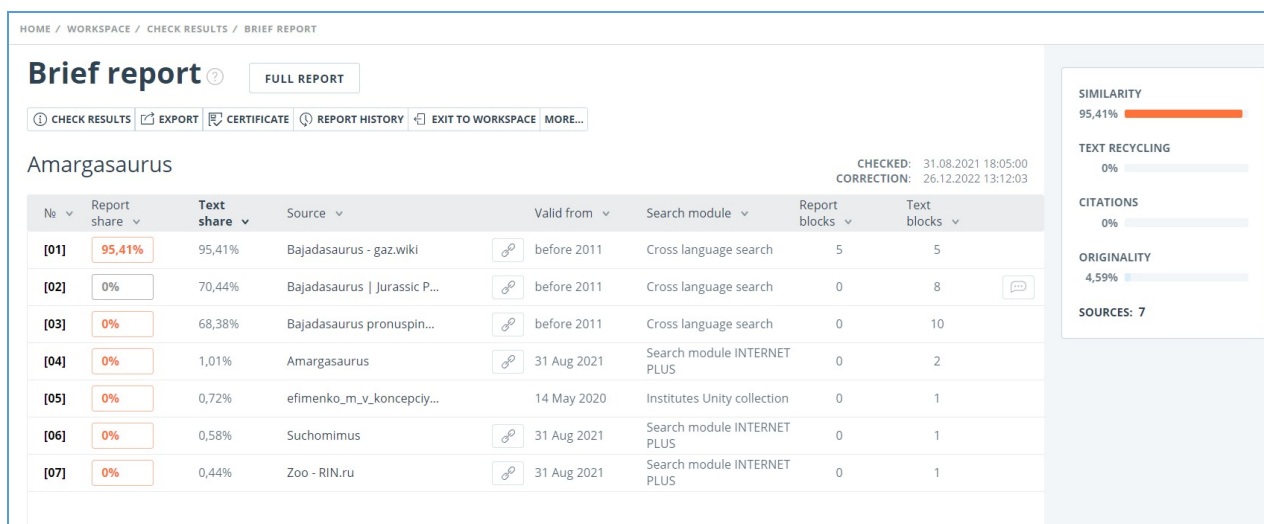 HOME / WORKSPACE / CHECK RESULTS / BRIEF REPORT
Brief report ? FULL REPORT
CHECK RESULTS EXPORT CERTIFICATE REPORT HISTORY EXIT TO WORKSPACE MORE...
Amargasaurus
CHECKED: 31.08.2021 18:05:00
CORRECTION: 26.12.2022 13:12:03
№ Report share Text share Source Valid from Search module Report blocks Text blocks
[01] 95,41% 95,41% Bajadasaurus - gaz.wiki before 2011 Cross language search 5 5
[02] 0% 70,44% Bajadasaurus | Jurassic P... before 2011 Cross language search 0 8
[03] 0% 68,38% Bajadasaurus pronuspin... before 2011 Cross language search 0 10
[04] 0% 1,01% Amargasaurus 31 Aug 2021 Search module INTERNET PLUS 0 2
[05] 0% 0,72% efimenko_m_v_koncepciy... 14 May 2020 Institutes Unity collection 0 1
[06] 0% 0,58% Suchomimus 31 Aug 2021 Search module INTERNET PLUS 0 1
[07] 0% 0,44% Zoo - RIN.ru 31 Aug 2021 Search module INTERNET PLUS 0 1
SIMILARITY
95,41%
TEXT RECYCLING
0%
CITATIONS
0%
ORIGINALITY
4,59%
SOURCES: 7